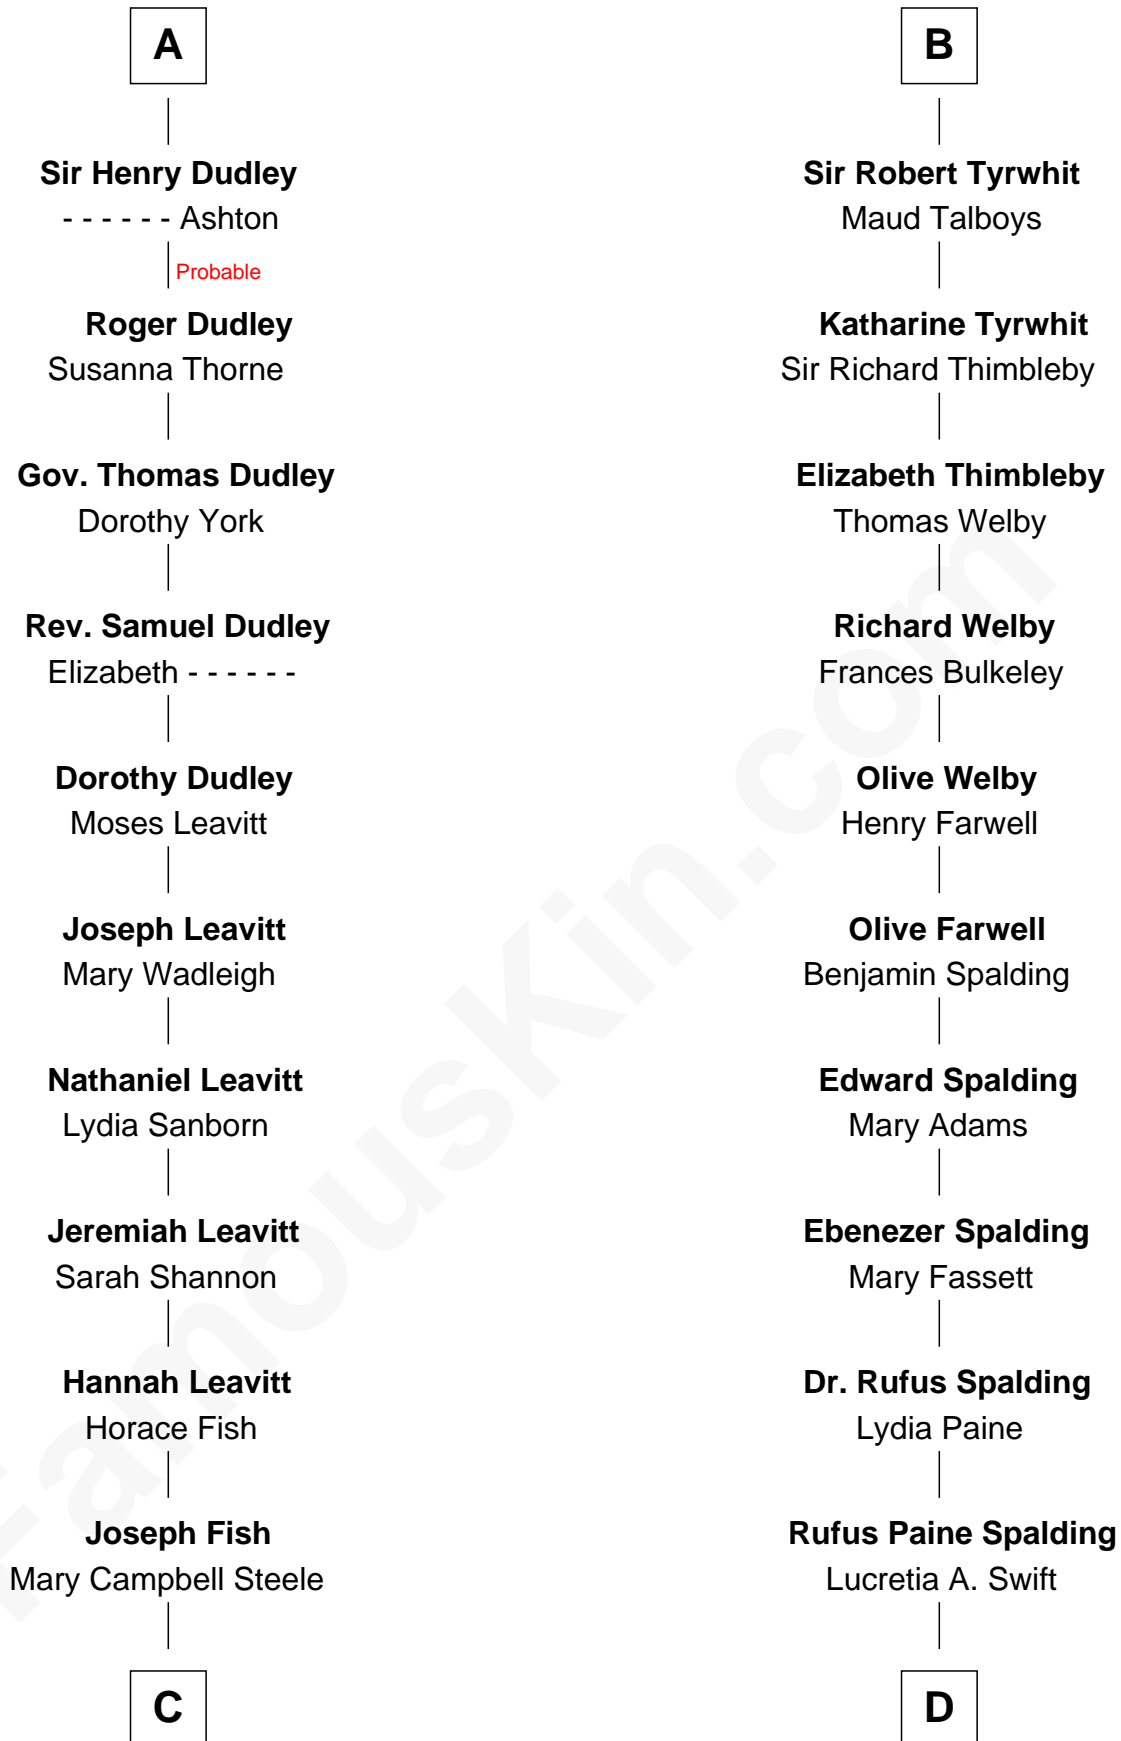 A
Sir Henry Dudley
- - - - - - Ashton
Probable
Roger Dudley
Susanna Thorne
Gov. Thomas Dudley
Dorothy York
Rev. Samuel Dudley
Elizabeth - - - - - -
Dorothy Dudley
Moses Leavitt
Joseph Leavitt
Mary Wadleigh
Nathaniel Leavitt
Lydia Sanborn
Jeremiah Leavitt
Sarah Shannon
Hannah Leavitt
Horace Fish
Joseph Fish
Mary Campbell Steele
C
B
Sir Robert Tyrwhit
Maud Talboys
Katharine Tyrwhit
Sir Richard Thimbleby
Elizabeth Thimbleby
Thomas Welby
Richard Welby
Frances Bulkeley
Olive Welby
Henry Farwell
Olive Farwell
Benjamin Spalding
Edward Spalding
Mary Adams
Ebenezer Spalding
Mary Fassett
Dr. Rufus Spalding
Lydia Paine
Rufus Paine Spalding
Lucretia A. Swift
D
FamousKin.com